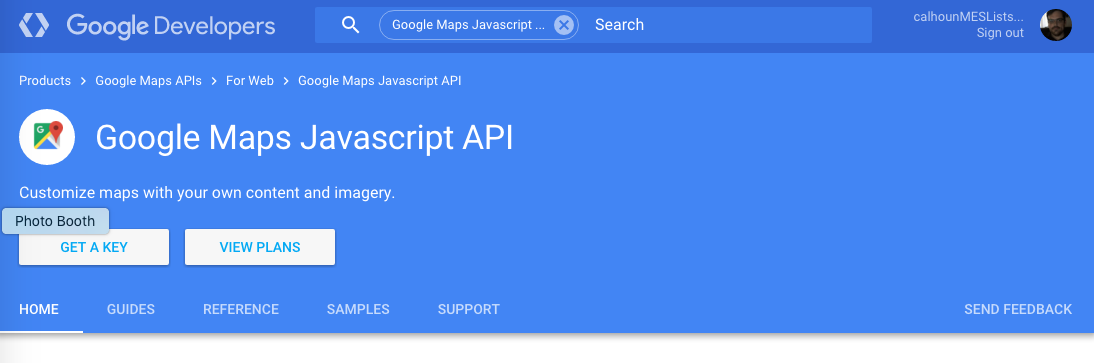 Google Developers
Google Maps Javascript ...
Search
calhounMESLists...
Sign out
Products > Google Maps APIs > For Web > Google Maps Javascript API
Google Maps Javascript API
Customize maps with your own content and imagery.
Photo Booth
GET A KEY VIEW PLANS
HOME GUIDES REFERENCE SAMPLES SUPPORT SEND FEEDBACK